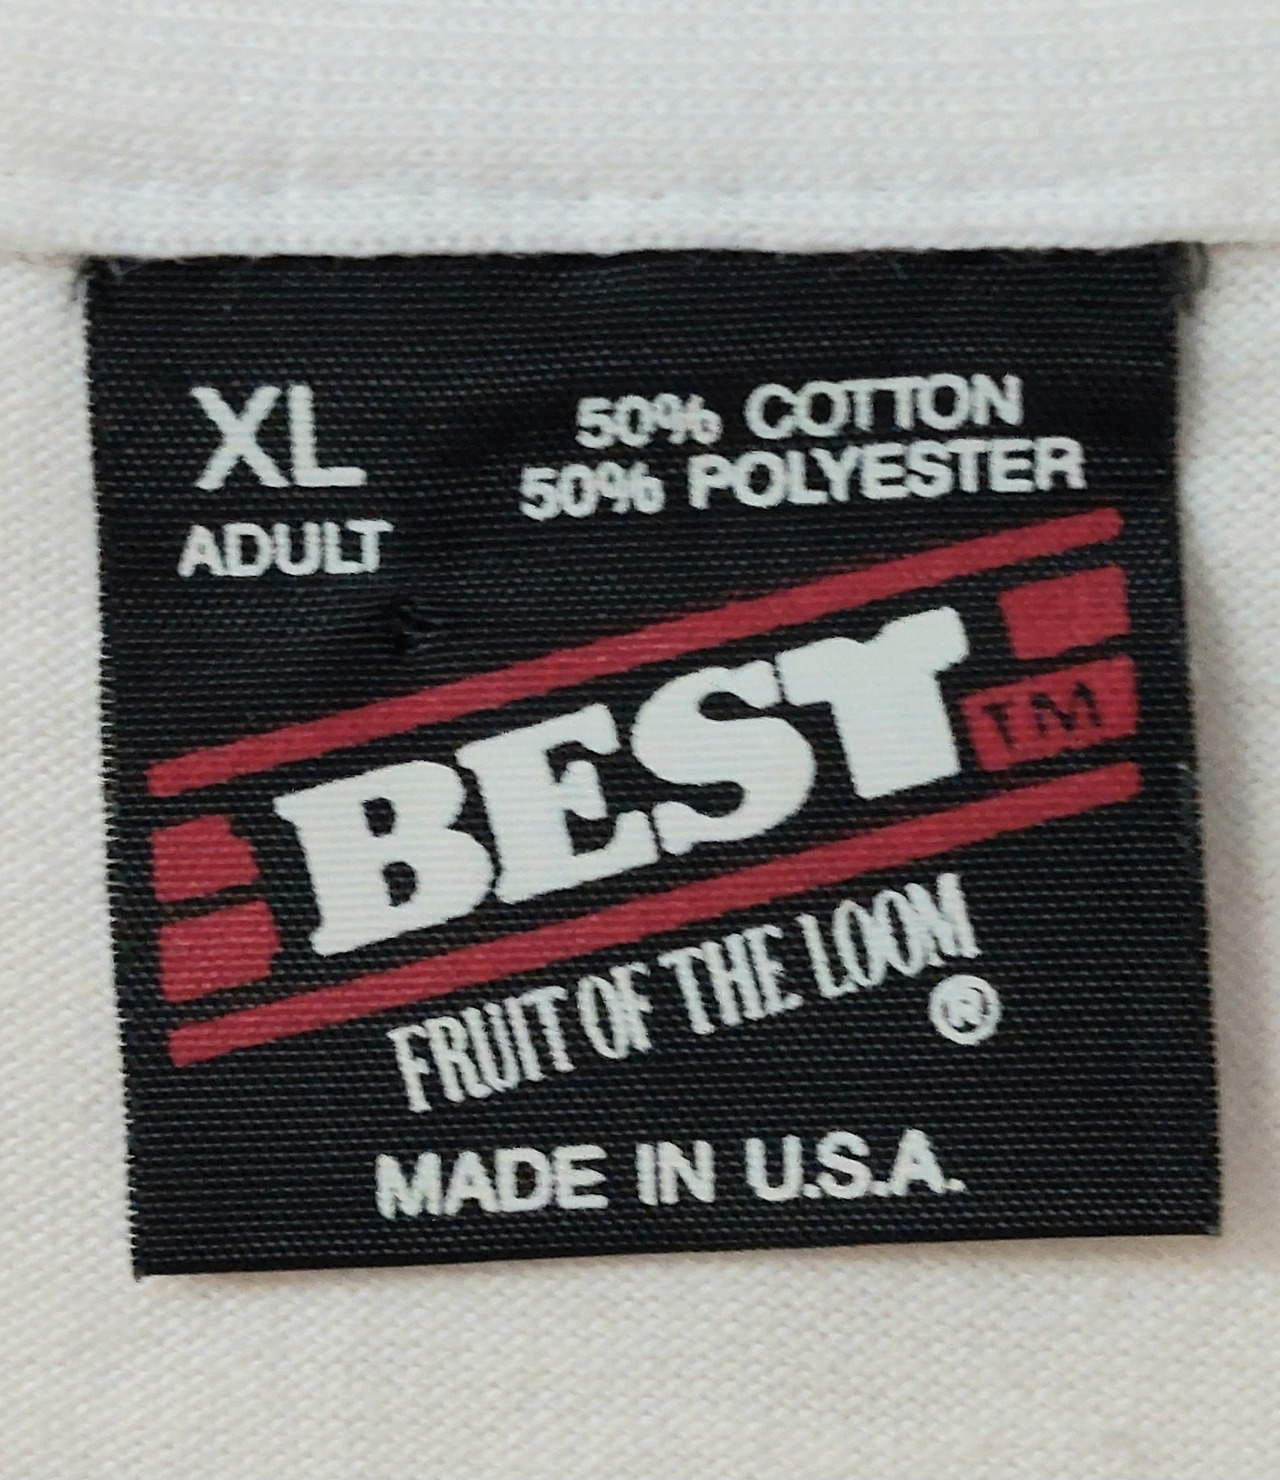 XL
ADULT
50% COTTON
50% POLYESTER
BEST
TM
FRUIT OF THE LOOM
®
MADE IN U.S.A.